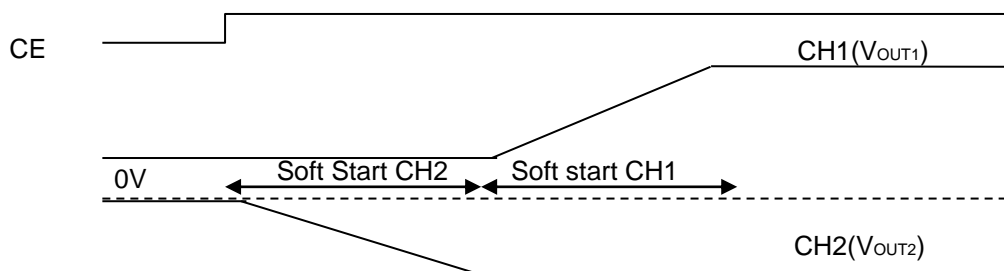 CE
CH1(VOUT1)
Soft Start CH2
Soft start CH1
0V
CH2(VOUT2)